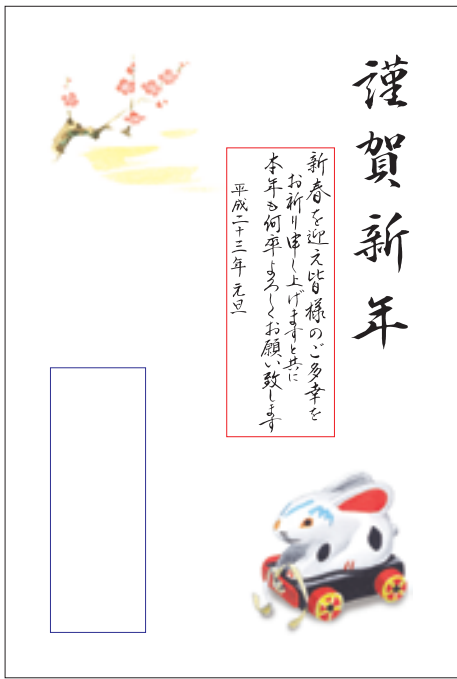 謹賀新年
新春を迎え皆様のご多幸を
お祈り申し上げますと共に
本年も何卒よろしくお願い致します
平成二十三年 元旦